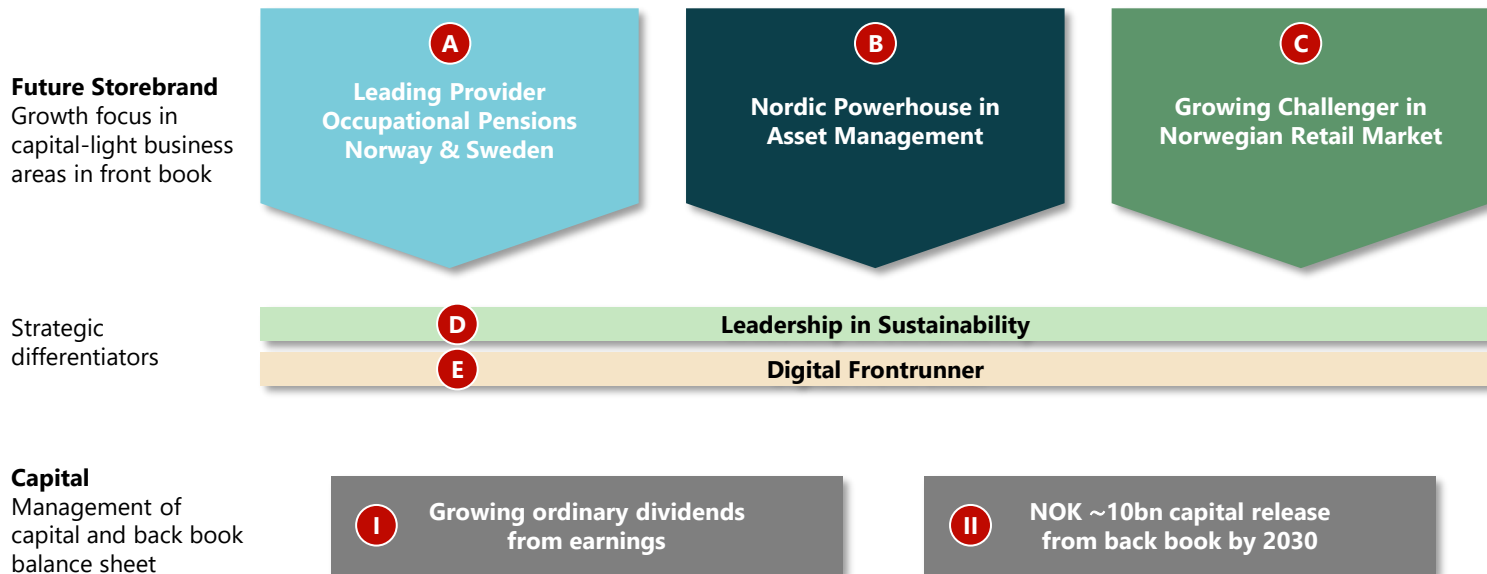 Future Storebrand
Growth focus in
capital-light business
areas in front book
A
Leading Provider
Occupational Pensions
Norway & Sweden
B
Nordic Powerhouse in
Asset Management
C
Growing Challenger in
Norwegian Retail Market
Strategic
differentiators
D
Leadership in Sustainability
E
Digital Frontrunner
Capital
Management of
capital and back book
balance sheet
I
Growing ordinary dividends
from earnings
II
NOK ~10bn capital release
from back book by 2030